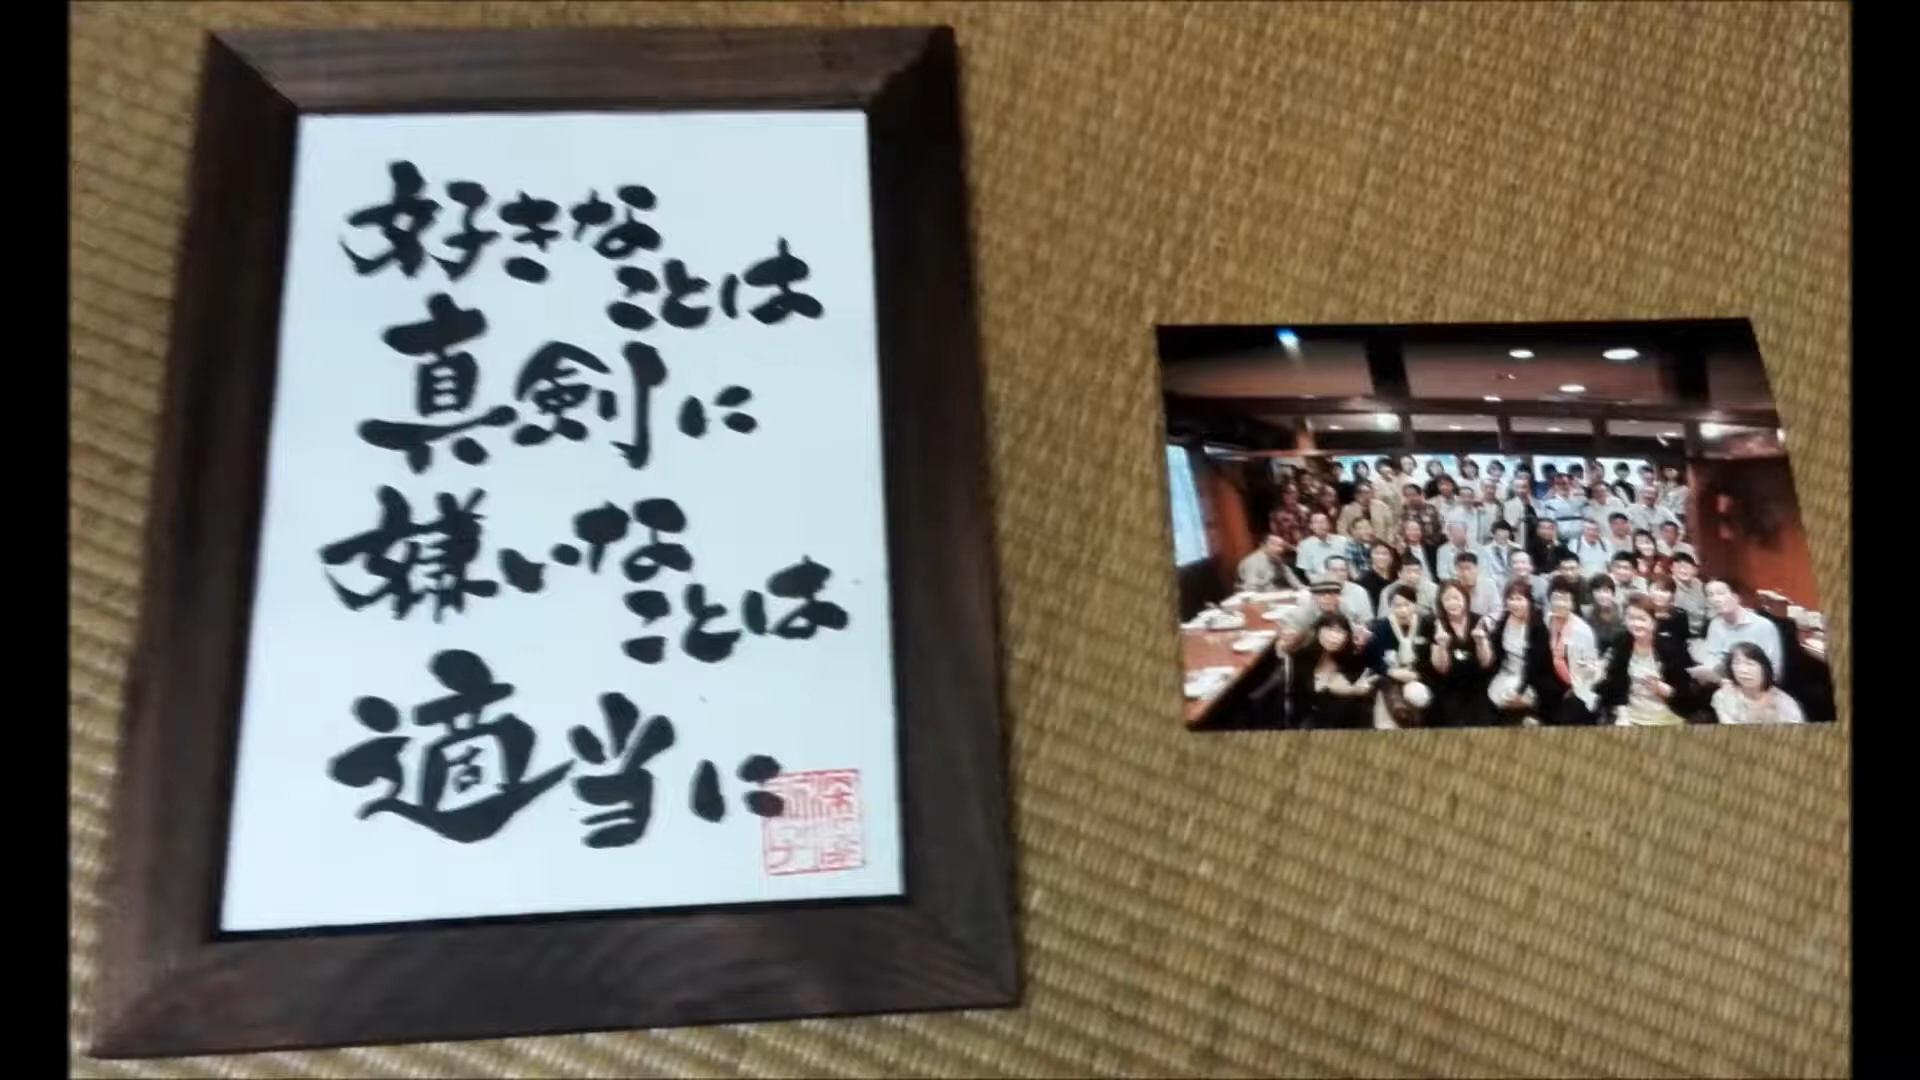 好きな
ことは
真剣に
嫌いな
ことは
適当に